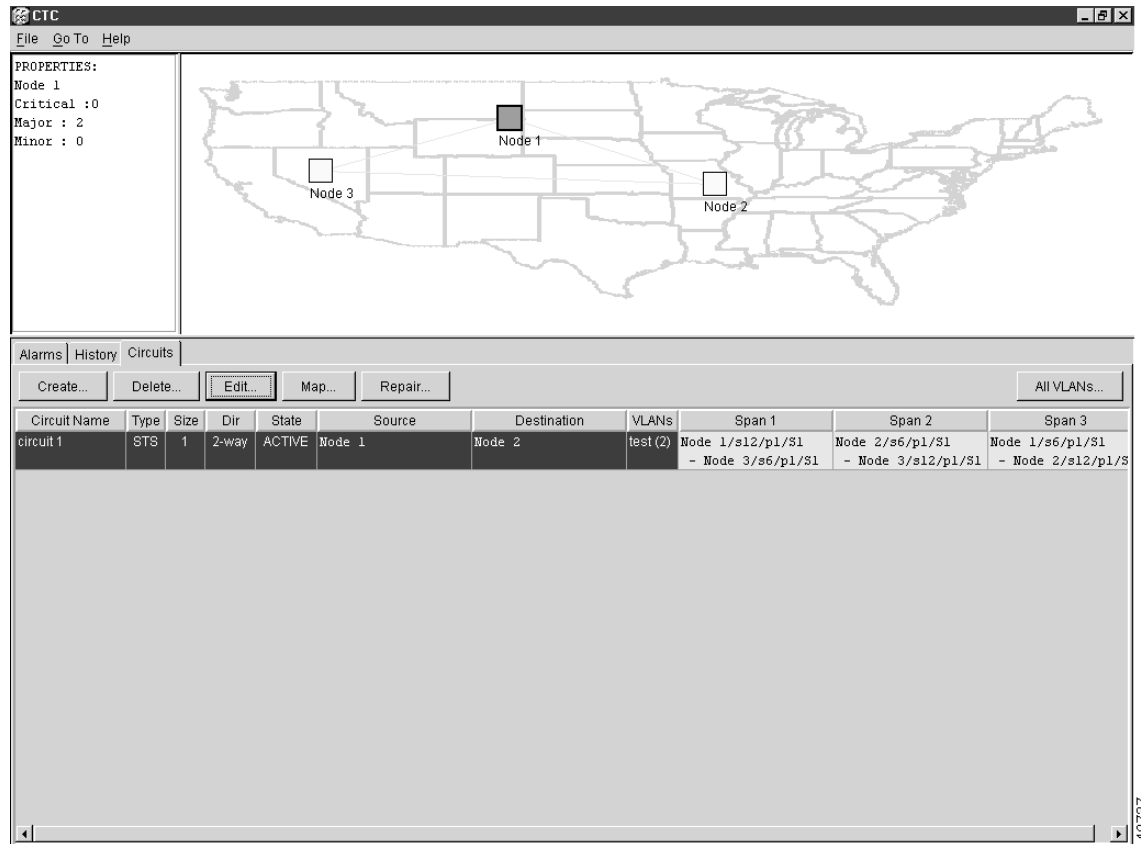 CTC
File Go To Help
PROPERTIES:
Node 1
Critical :0
Major : 2
Minor : 0
Node 1
Node 3
Node 2
Alarms History Circuits
Create... Delete... Edit... Map... Repair... All VLANs...
Circuit Name Type Size Dir State Source Destination VLANs Span 1 Span 2 Span 3
circuit 1 STS 1 2-way ACTIVE Node 1 Node 2 test (2) Node 1/s12/p1/S1 Node 2/s6/p1/S1 Node 1/s6/p1/S1
- Node 3/s6/p1/S1 - Node 3/s12/p1/S1 - Node 2/s12/p1/S